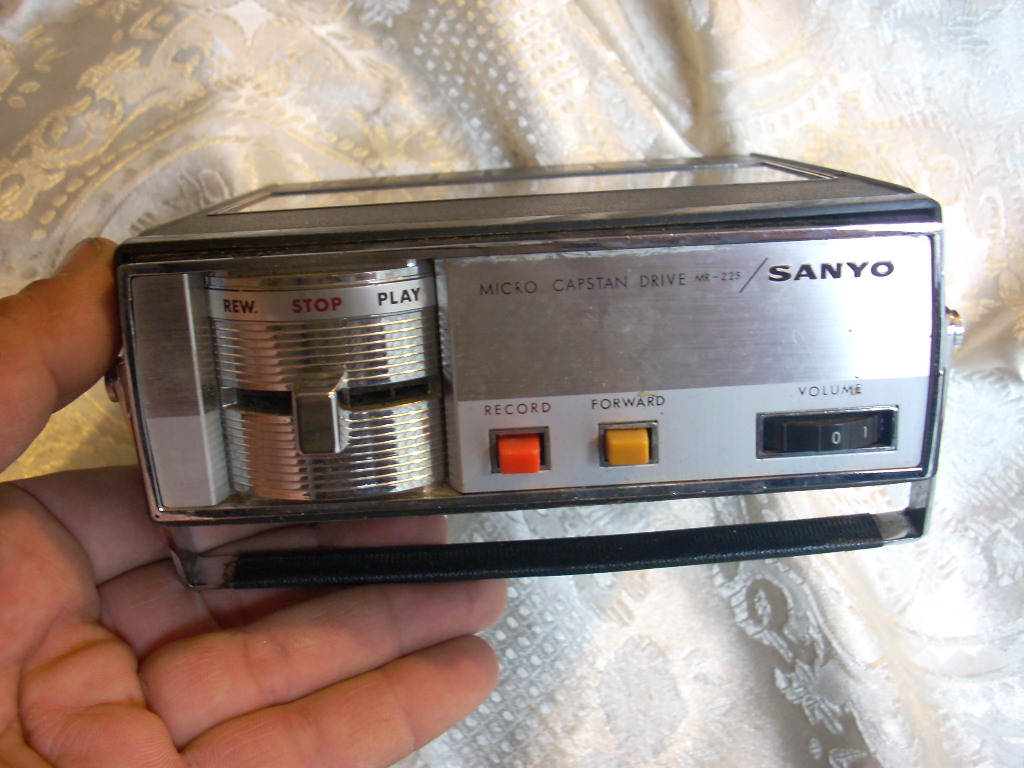 REW. STOP PLAY
MICRO CAPSTAN DRIVE MR-225 / SANYO
RECORD FORWARD VOLUME
0 1